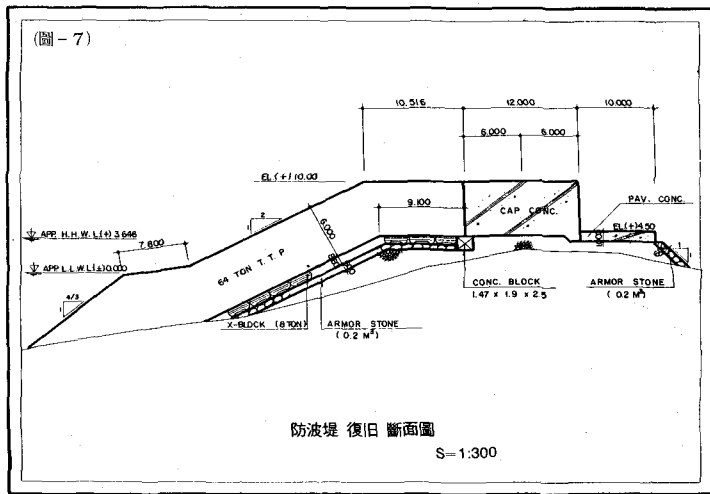 (圖-7)
10.516
12.000
10.000
6.000
6.000
EL (+) 10.00
9.100
CAP CONC.
PAV. CONC.
EL(+)4.50
2
1
6.000
APP. H.H.W.L(+)3.646
7.800
APP L.L.W.L(±)0.000
64 TON T.T.P
4/3
1
1
CONC. BLOCK
1.47 x 1.9 x 2.5
ARMOR STONE
(0.2 M³)
X-BLOCK (8 TON)
ARMOR STONE
(0.2 M³)
防波堤 復旧 斷面圖
S=1:300